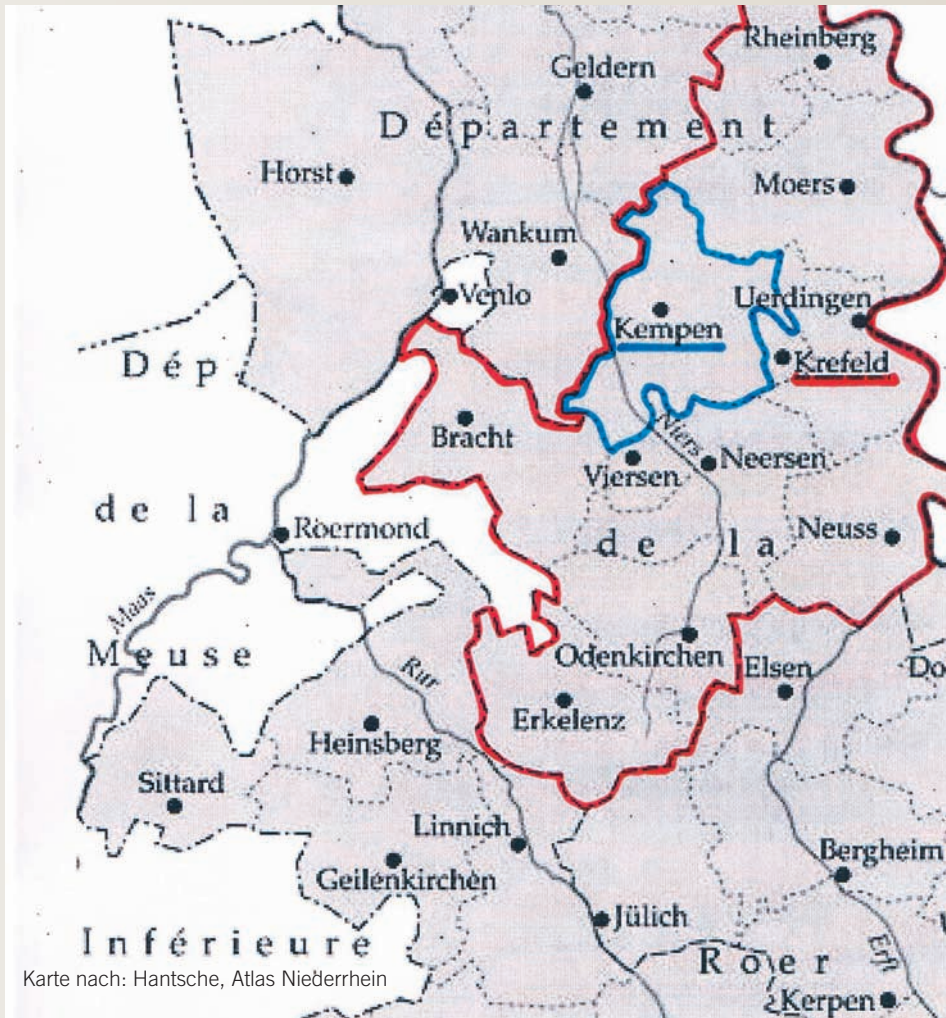 Rheinberg
Geldern
Département
Horst
Moers
Wankum
Venlo
Uerdingen
Kempen
Dép
Krefeld
Bracht
Niers
Viersen
Neersen
de la
Roermond
de la
Neuss
Maas
Meuse
Rur
Odenkirchen
Elsen
Do
Erkelenz
Heinsberg
Sittard
Linnich
Geilenkirchen
Bergheim
Jülich
Inférieure
Roer
Erft
Kerpen
Karte nach: Hantsche, Atlas Niederrhein